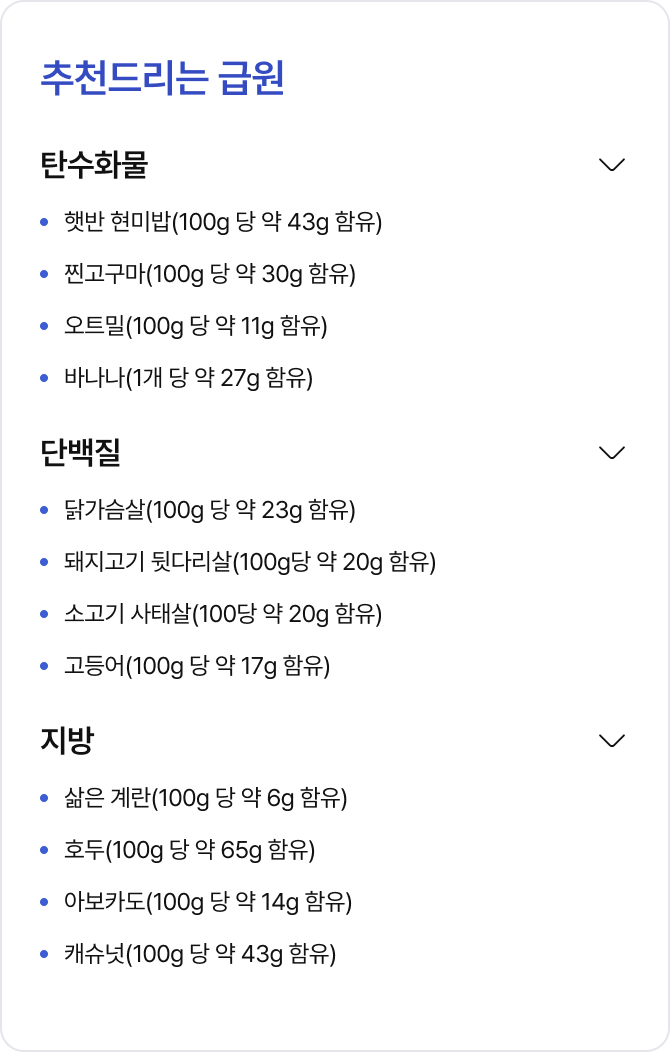 추천드리는 급원
탄수화물
햇반 현미밥(100g 당 약 43g 함유)
찐고구마(100g 당 약 30g 함유)
오트밀(100g 당 약 11g 함유)
바나나(1개 당 약 27g 함유)
단백질
닭가슴살(100g 당 약 23g 함유)
돼지고기 뒷다리살(100g당 약 20g 함유)
소고기 사태살(100당 약 20g 함유)
고등어(100g 당 약 17g 함유)
지방
삶은 계란(100g 당 약 6g 함유)
호두(100g 당 약 65g 함유)
아보카도(100g 당 약 14g 함유)
캐슈넛(100g 당 약 43g 함유)